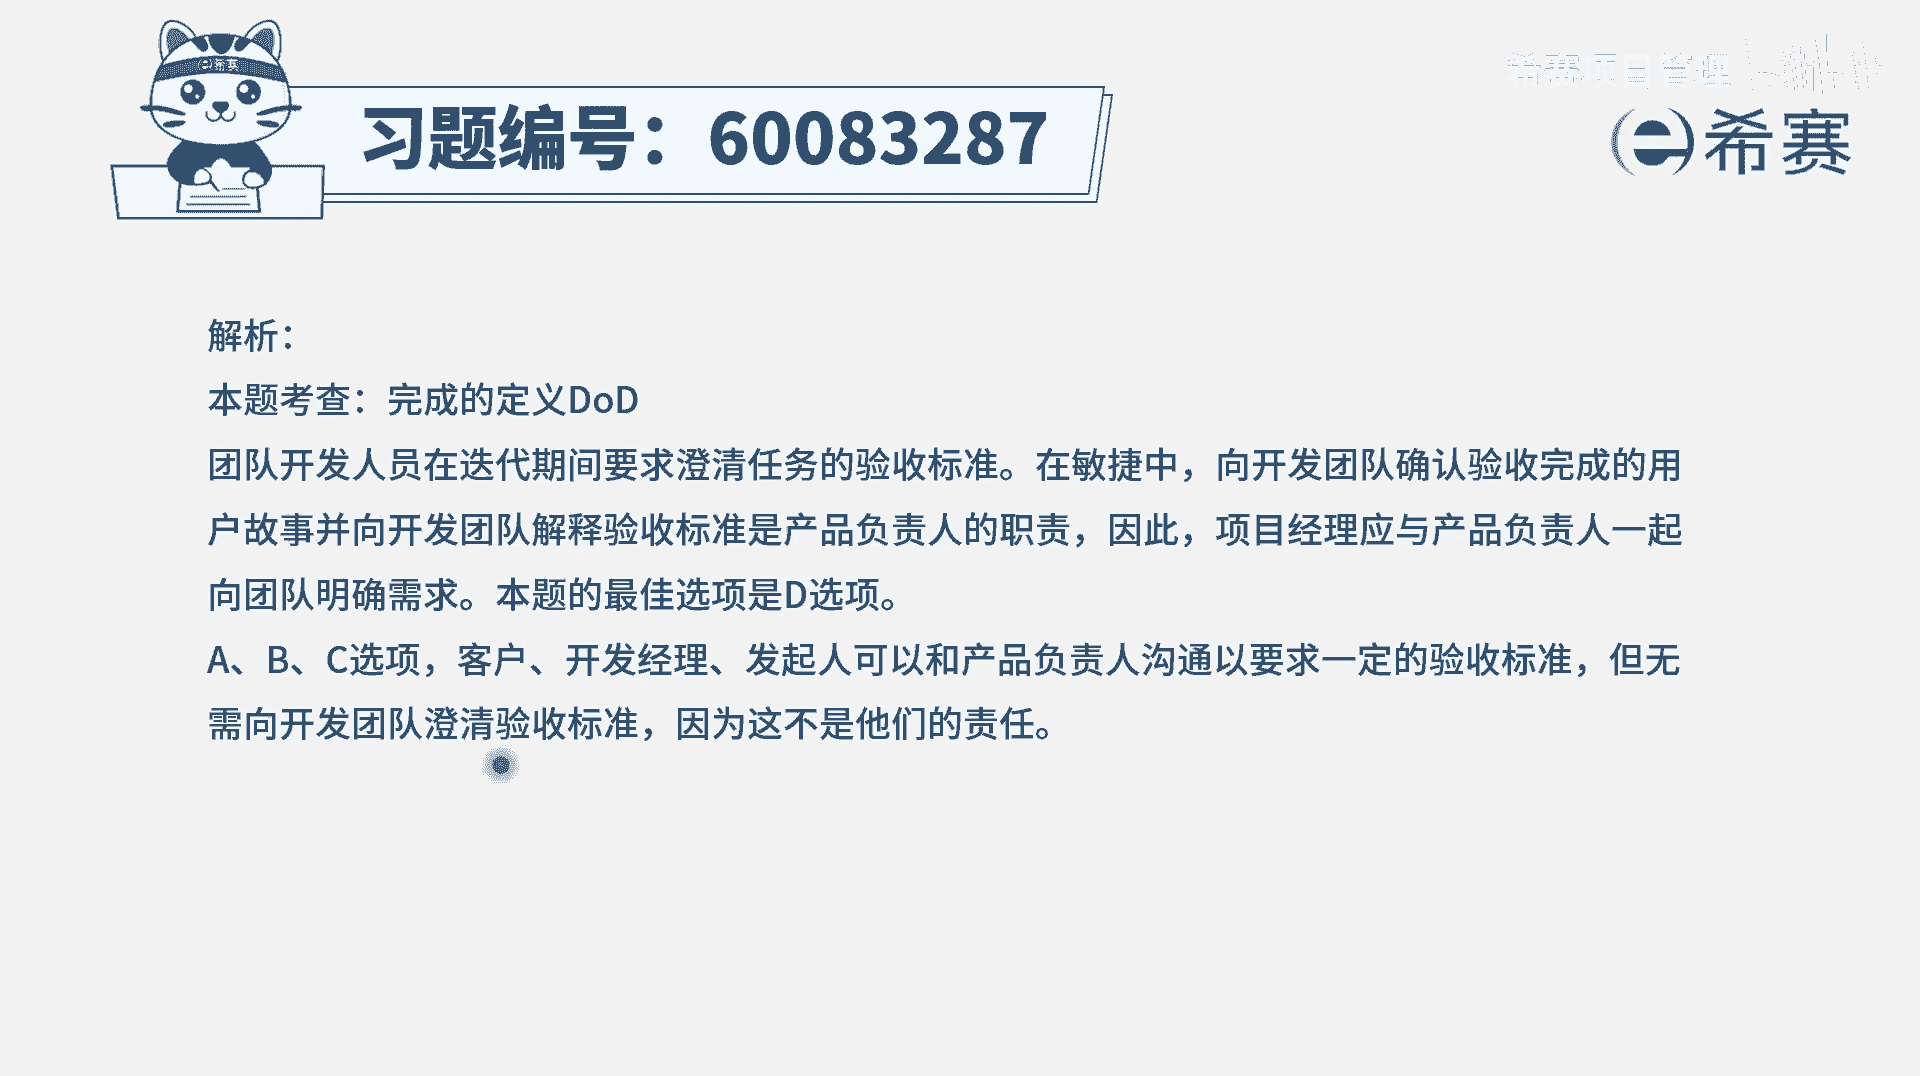 e希赛
希赛项目管理
习题编号：60083287
e希赛
解析：
本题考查：完成的定义DoD
团队开发人员在迭代期间要求澄清任务的验收标准。在敏捷中，向开发团队确认验收完成的用
户故事并向开发团队解释验收标准是产品负责人的职责，因此，项目经理应与产品负责人一起
向团队明确需求。本题的最佳选项是D选项。
A、B、C选项，客户、开发经理、发起人可以和产品负责人沟通以要求一定的验收标准，但无
需向开发团队澄清验收标准，因为这不是他们的责任。